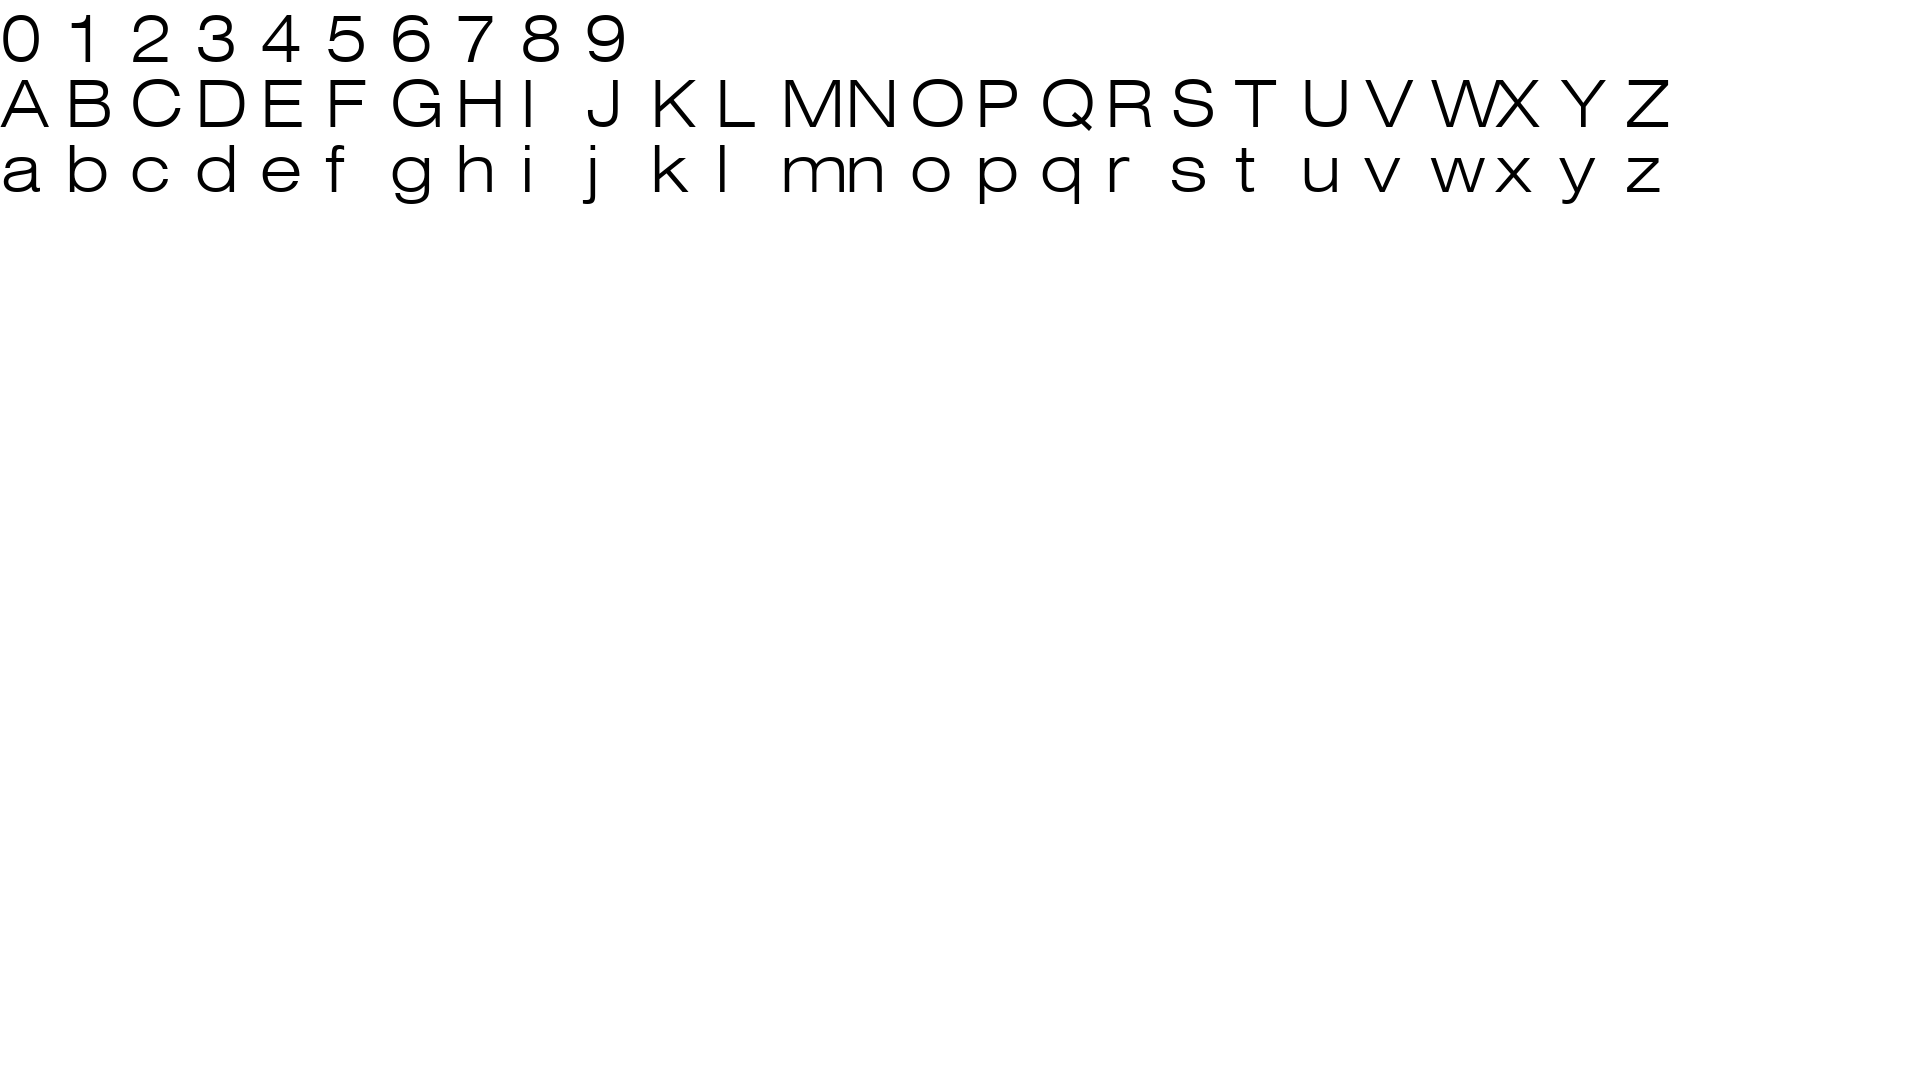 0 1 2 3 4 5 6 7 8 9
A B C D E F G H I J K L M N O P Q R S T U V W X Y Z
a b c d e f g h i j k l m n o p q r s t u v w x y z